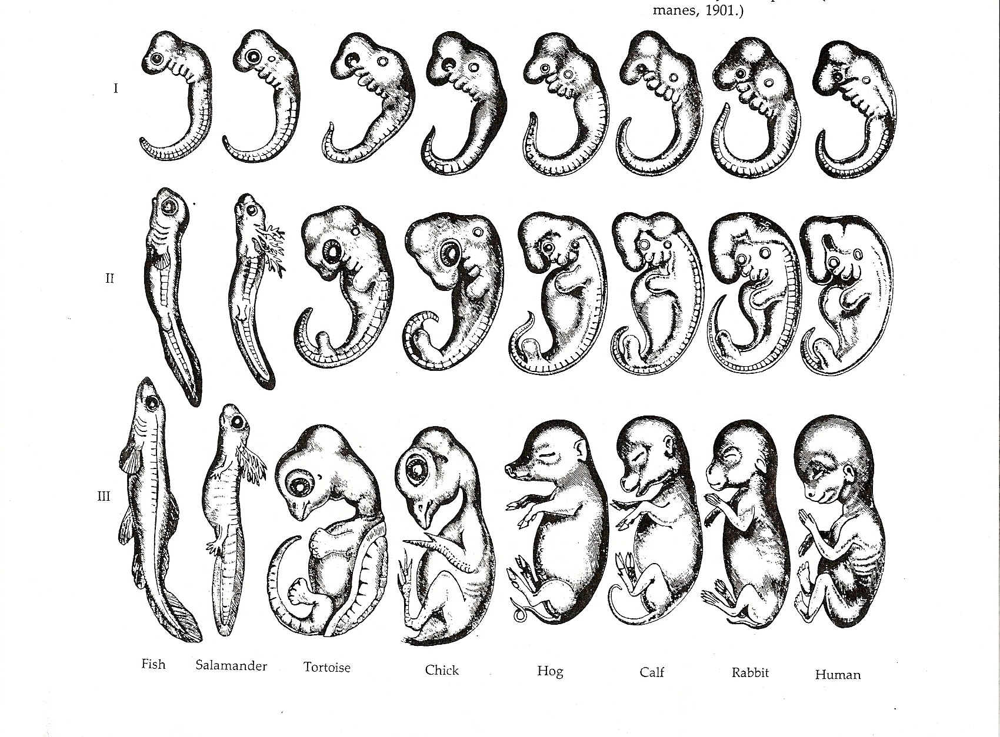 manes, 1901.)
I
II
III
Fish Salamander Tortoise Chick Hog Calf Rabbit Human